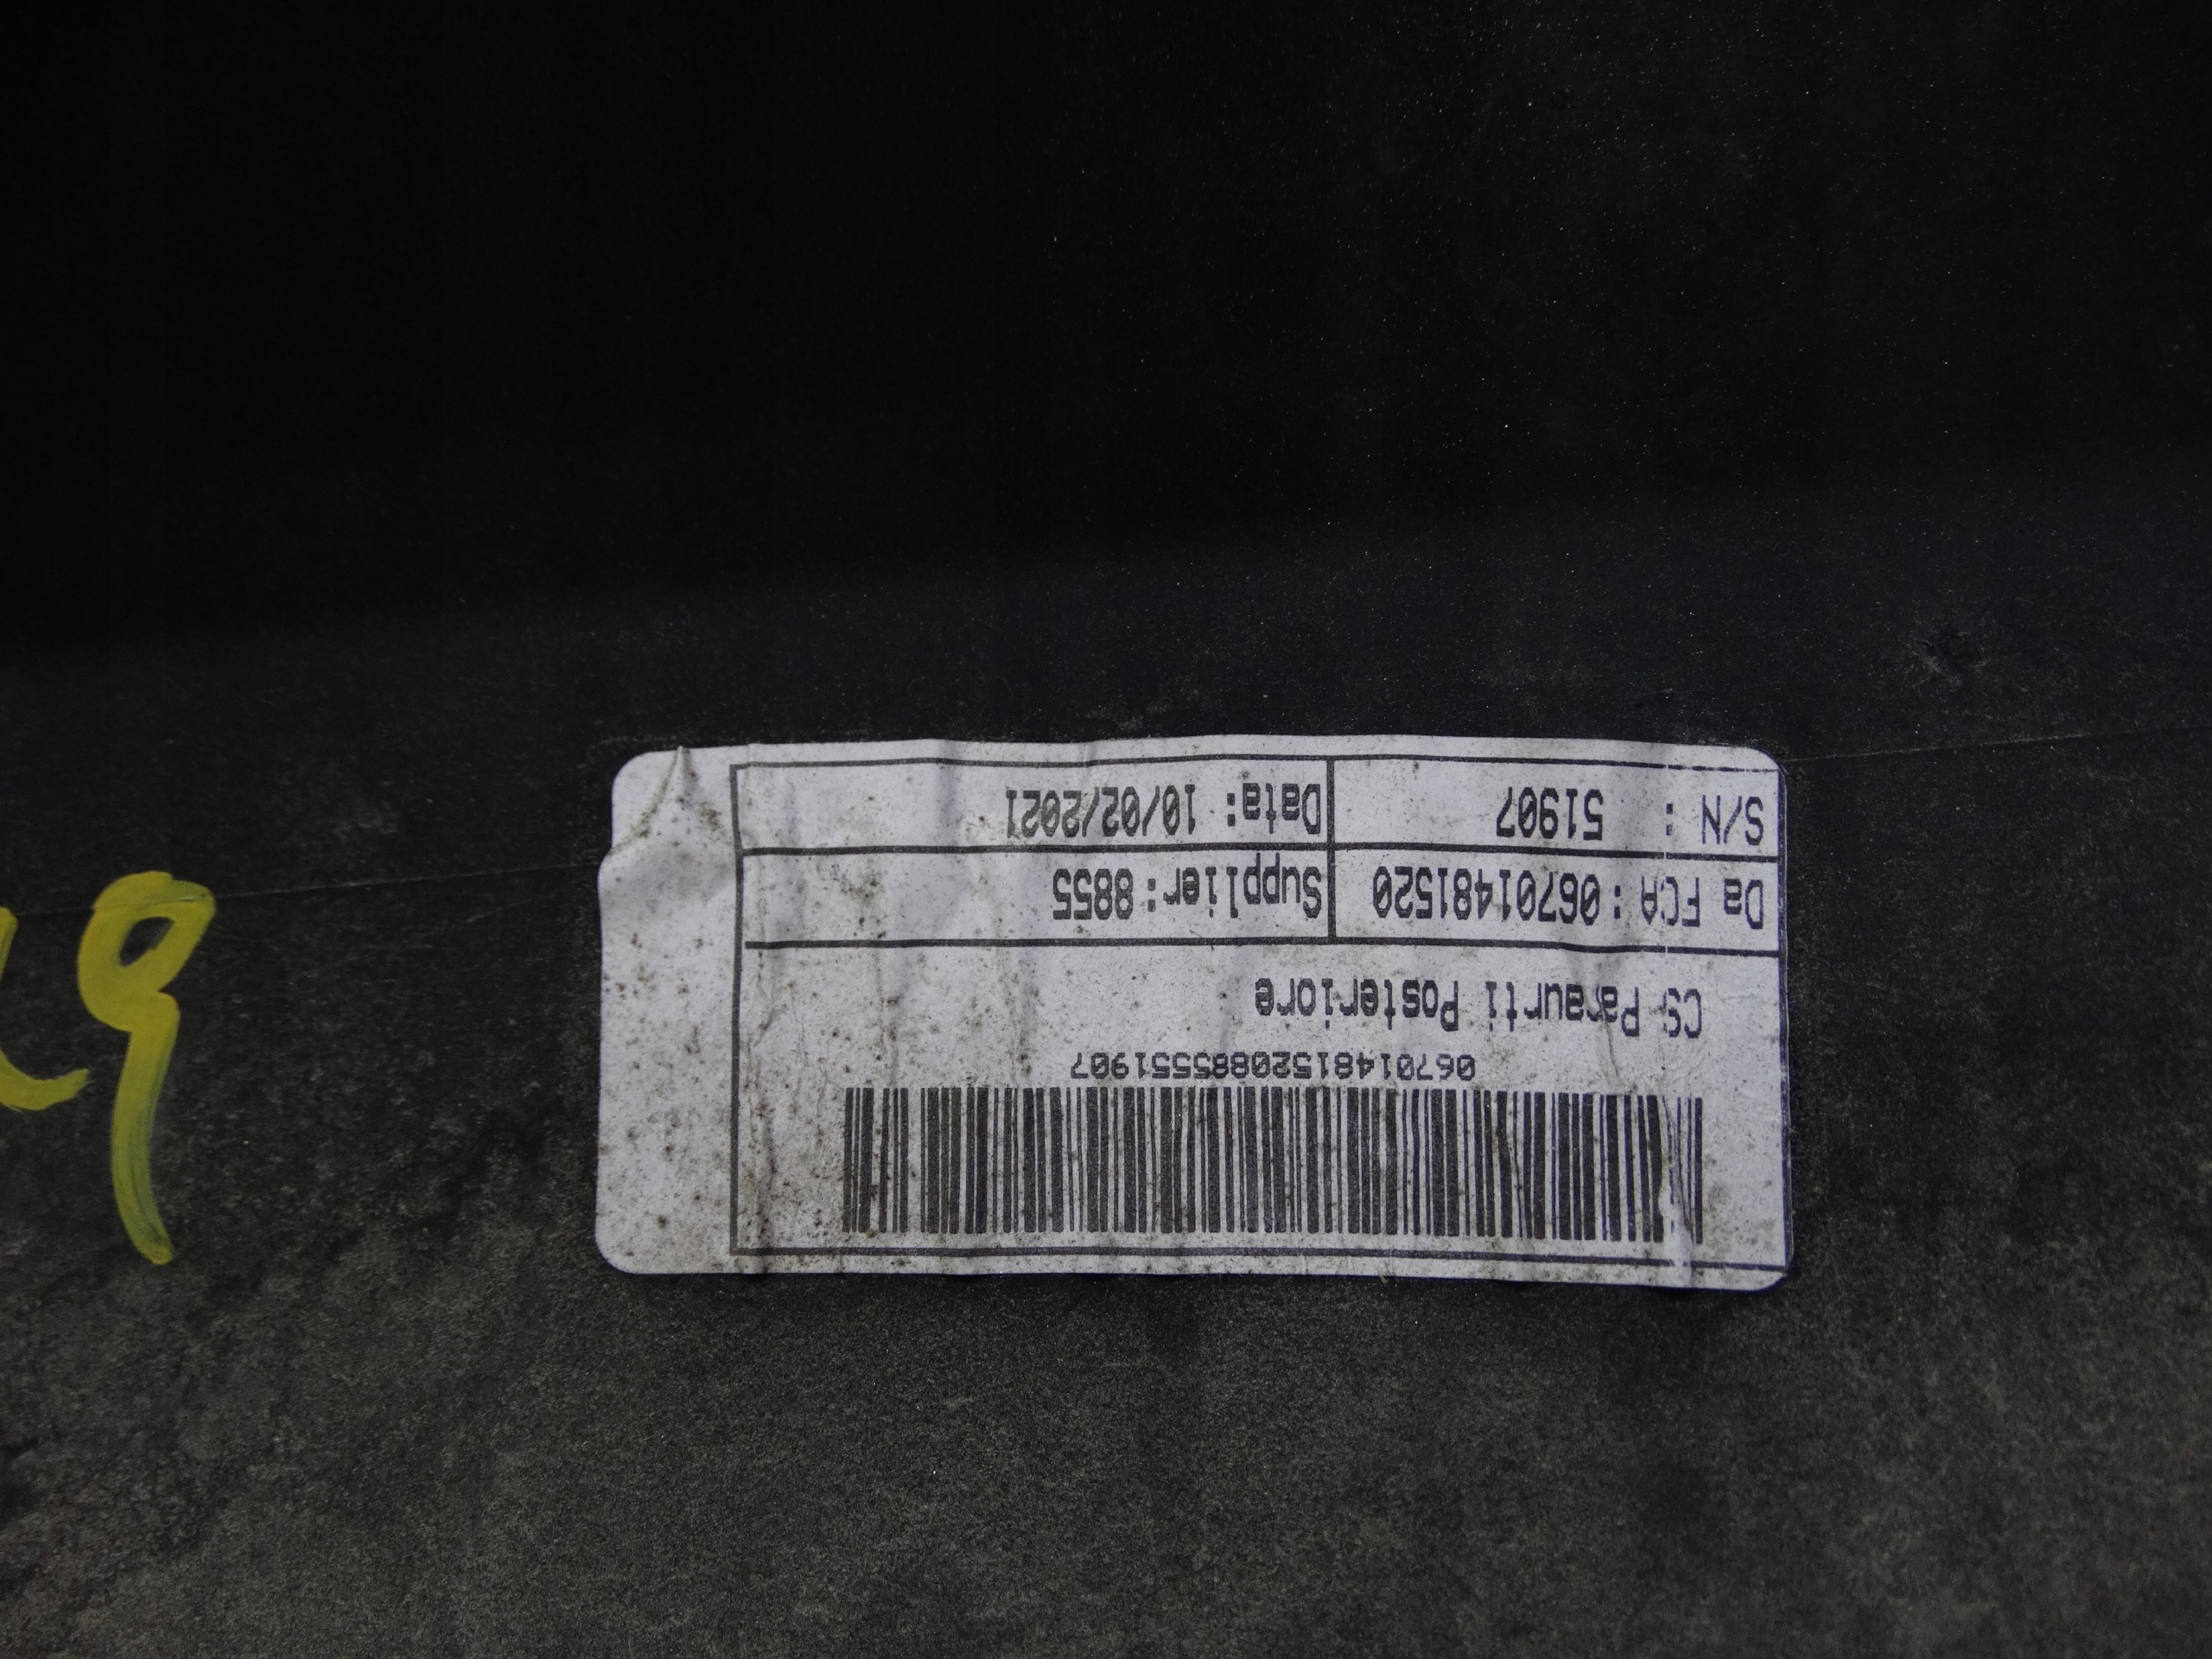 06701481520885551907
CS Paraurti Posteriore
Da FCA: 06701481520 Supplier: 8855
S/N : 51907 Data: 10/02/2021